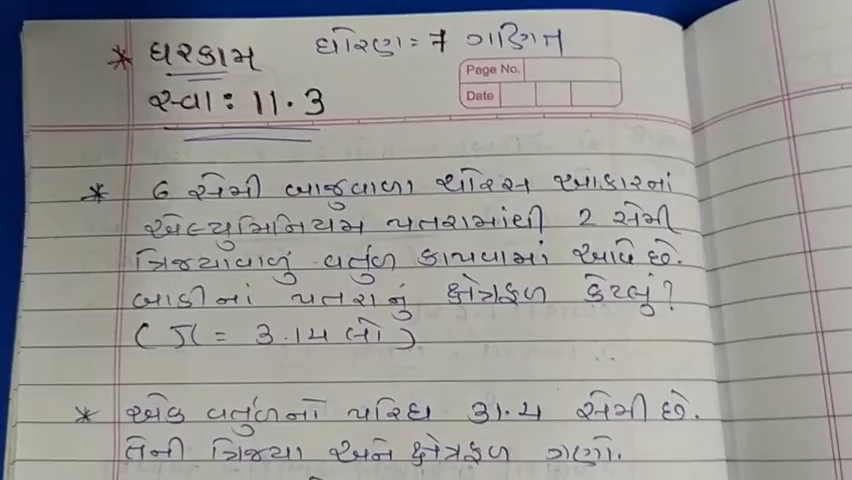 * ઘરકામ ધોરણ = 7 ગણિત
સ્વા : 11.3
Page No.
Date
* 6 સેમી બાજુવાળા ચોરસ આકારનાં
એલ્યુમિનિયમ પતરામાંથી 2 સેમી
ત્રિજ્યાવાળું વર્તુળ કાપવામાં આવે છે.
બાકીનાં પતરાનું ક્ષેત્રફળ કેટલું?
(π = 3.14 લો)
* એક વર્તુળનો પરિઘ 31.4 સેમી છે.
તેની ત્રિજ્યા અને ક્ષેત્રફળ ગણો.